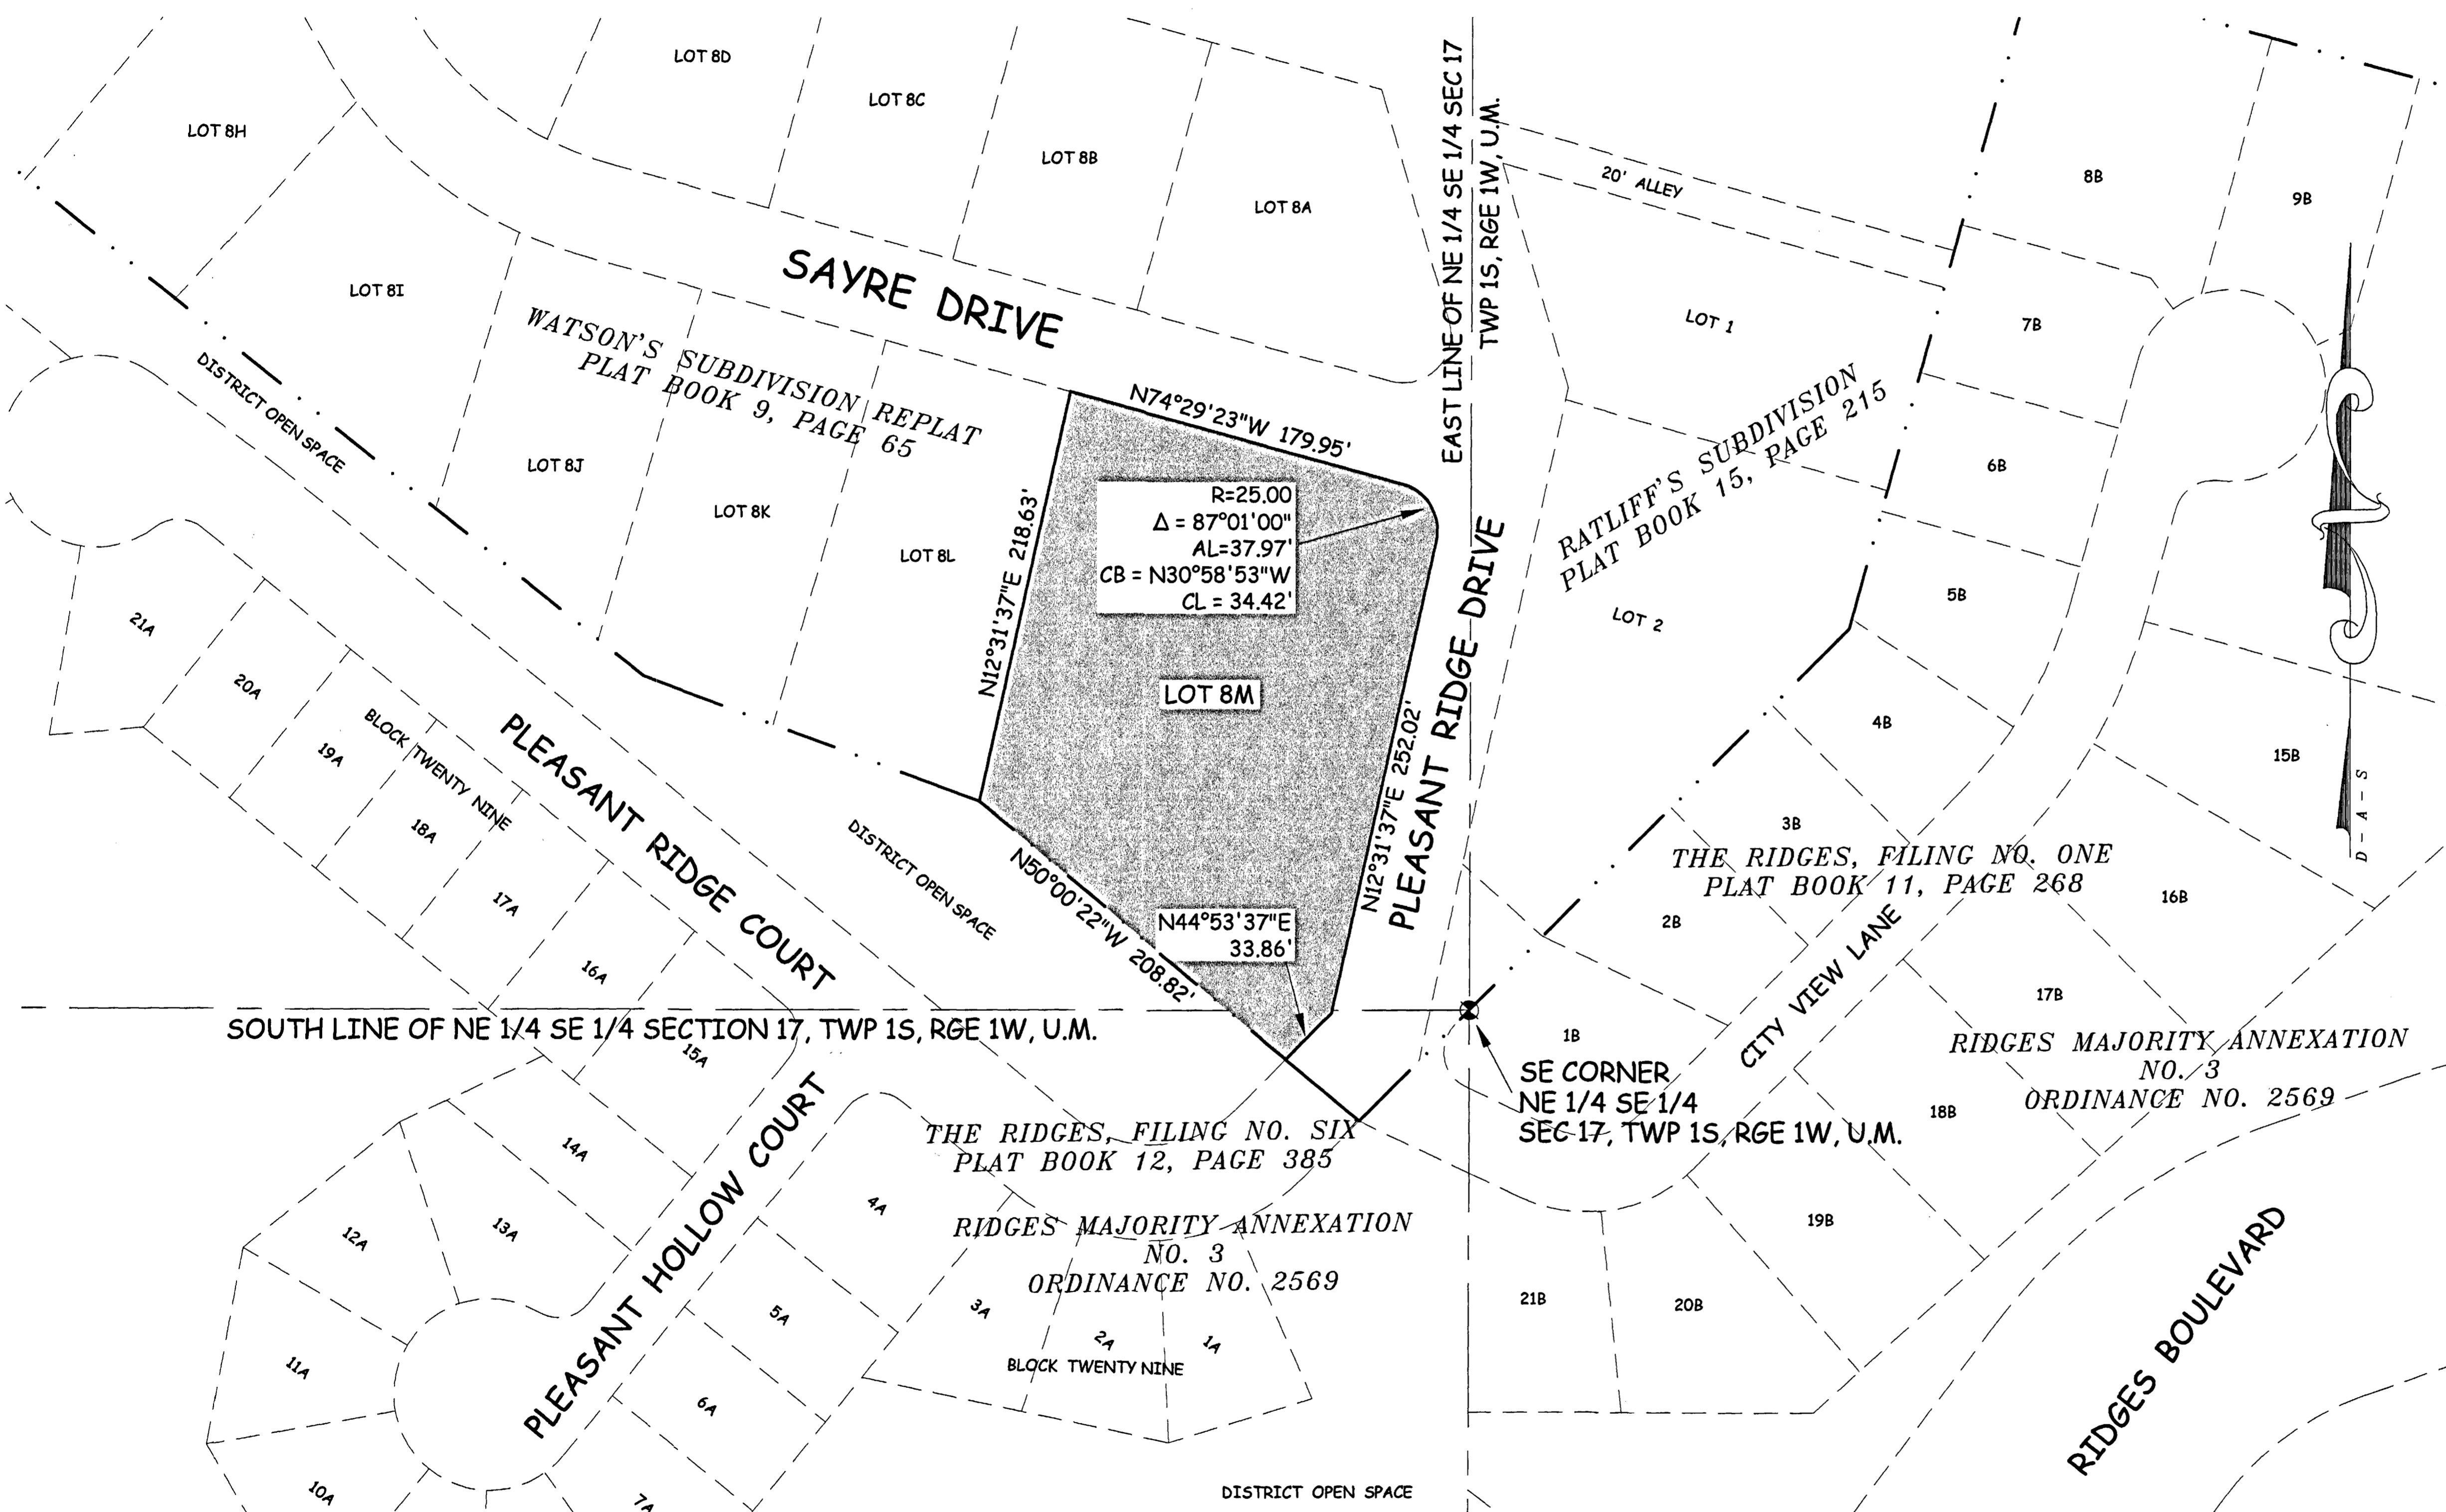 LOT 8D
LOT 8C
LOT 8H
LOT 8B
LOT 8A
LOT 8I
EAST LINE OF NE 1/4 SE 1/4 SEC 17
TWP 1S, RGE 1W, U.M.
20' ALLEY
8B
9B
SAYRE DRIVE
LOT 1
7B
WATSON'S SUBDIVISION REPLAT
PLAT BOOK 9, PAGE 65
DISTRICT OPEN SPACE
N74°29'23"W 179.95'
RATLIFF'S SUBDIVISION
PLAT BOOK 15, PAGE 215
6B
LOT 8J
LOT 8K
LOT 8L
N12°31'37"E 218.63'
R=25.00
Δ = 87°01'00"
AL=37.97'
CB = N30°58'53"W
CL = 34.42'
5B
LOT 2
21A
20A
19A
18A
17A
16A
15A
BLOCK TWENTY NINE
PLEASANT RIDGE COURT
LOT 8M
PLEASANT RIDGE DRIVE
N12°31'37"E 252.02'
4B
15B
D-A-S
3B
THE RIDGES, FILING NO. ONE
PLAT BOOK 11, PAGE 268
DISTRICT OPEN SPACE
N50°00'22"W 208.82'
N44°53'37"E
33.86'
2B
16B
CITY VIEW LANE
17B
SOUTH LINE OF NE 1/4 SE 1/4 SECTION 17, TWP 1S, RGE 1W, U.M.
1B
SE CORNER
NE 1/4 SE 1/4
SEC 17, TWP 1S, RGE 1W, U.M.
RIDGES MAJORITY ANNEXATION
NO. 3
ORDINANCE NO. 2569
18B
THE RIDGES, FILING NO. SIX
PLAT BOOK 12, PAGE 385
14A
13A
12A
PLEASANT HOLLOW COURT
4A
RIDGES MAJORITY ANNEXATION
NO. 3
ORDINANCE NO. 2569
19B
RIDGES BOULEVARD
21B
20B
5A
3A
2A
1A
BLOCK TWENTY NINE
11A
6A
10A
7A
DISTRICT OPEN SPACE